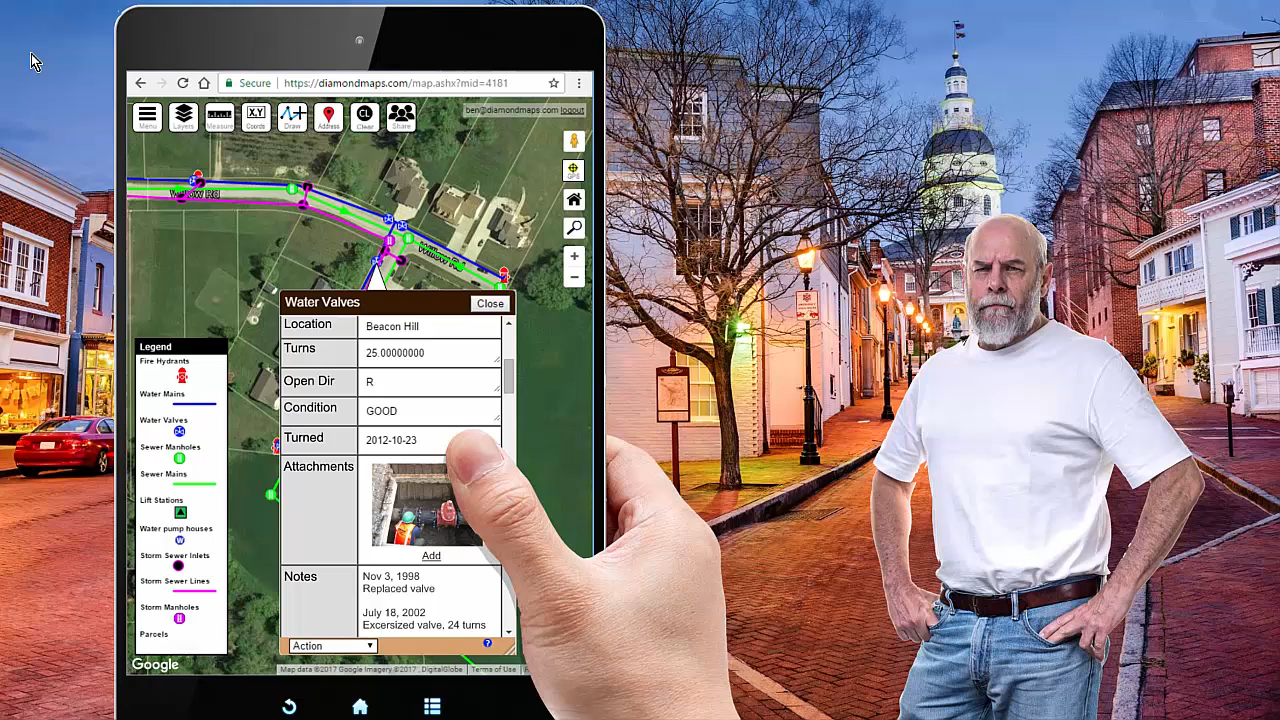 Secure
https://diamondmaps.com/map.ashx?mid=4181
Menu
Layers
Measure
X,Y
Coords
Draw
Address
CL
Clear
Share
ben@diamondmaps.com logout
GPS
Willow Rd
Willow Rd
Legend
Fire Hydrants
Water Mains
Water Valves
Sewer Manholes
Sewer Mains
Lift Stations
Water pump houses
W
Storm Sewer Inlets
Storm Sewer Lines
Storm Manholes
Parcels
Water Valves
Close
Location
Beacon Hill
Turns
25.00000000
Open Dir
R
Condition
GOOD
Turned
2012-10-23
Attachments
Add
Notes
Nov 3, 1998
Replaced valve
July 18, 2002
Excersized valve, 24 turns
Action
?
Google
Map data ©2017 Google Imagery ©2017 , DigitalGlobe
Terms of Use